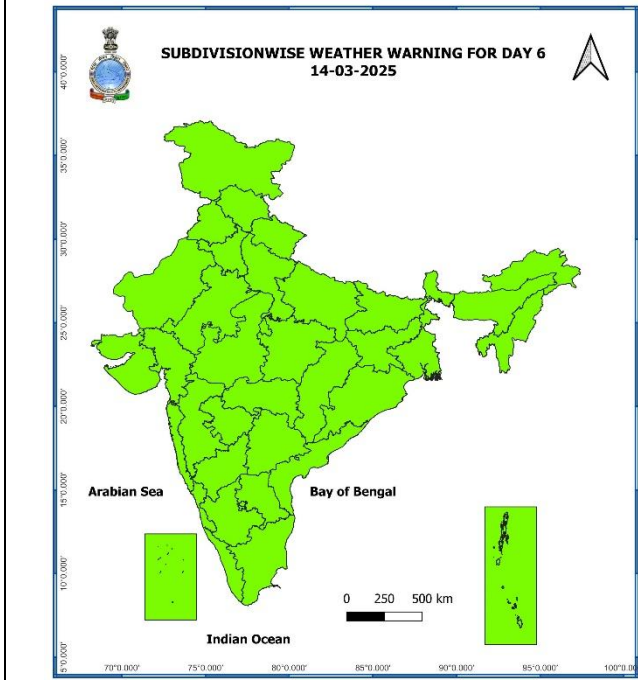 SUBDIVISIONWISE WEATHER WARNING FOR DAY 6
14-03-2025
40°0.000'
35°0.000'
30°0.000'
25°0.000'
20°0.000'
15°0.000'
10°0.000'
5°0.000'
Arabian Sea
Bay of Bengal
0 250 500 km
Indian Ocean
70°0.000' 75°0.000' 80°0.000' 85°0.000' 90°0.000' 95°0.000' 100°0.00